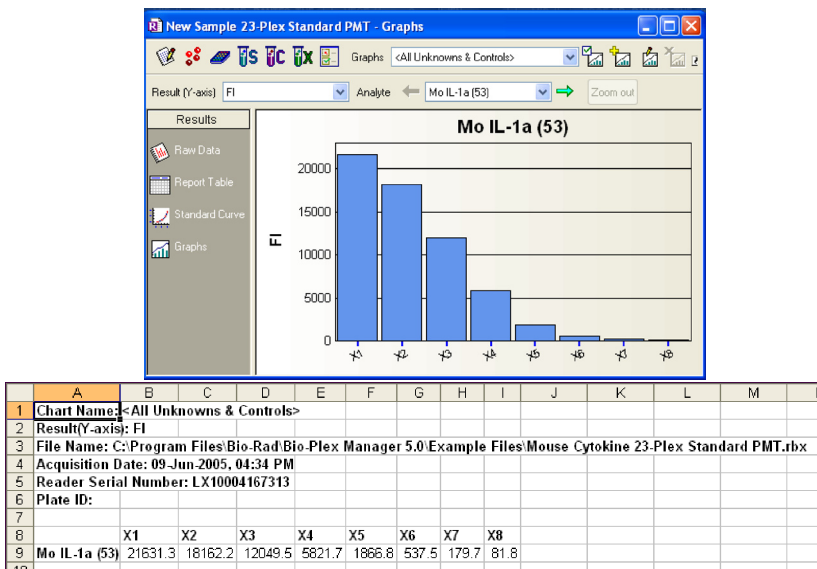 New Sample 23-Plex Standard PMT - Graphs
S C X Graphs <All Unknowns & Controls>
Result (Y-axis) FI Analyte Mo IL-1a (53) Zoom out
Results
Raw Data
Report Table
Standard Curve
Graphs
Mo IL-1a (53)
FI
20000
15000
10000
5000
0
X1 X2 X3 X4 X5 X6 X7 X8
A B C D E F G H I J K L M
1 Chart Name: <All Unknowns & Controls>
2 Result(Y-axis): FI
3 File Name: C:\Program Files\Bio-Rad\Bio-Plex Manager 5.0\Example Files\Mouse Cytokine 23-Plex Standard PMT.rbx
4 Acquisition Date: 09-Jun-2005, 04:34 PM
5 Reader Serial Number: LX10004167313
6 Plate ID:
7
8 X1 X2 X3 X4 X5 X6 X7 X8
9 Mo IL-1a (53) 21631.3 18162.2 12049.5 5821.7 1866.8 537.5 179.7 81.8